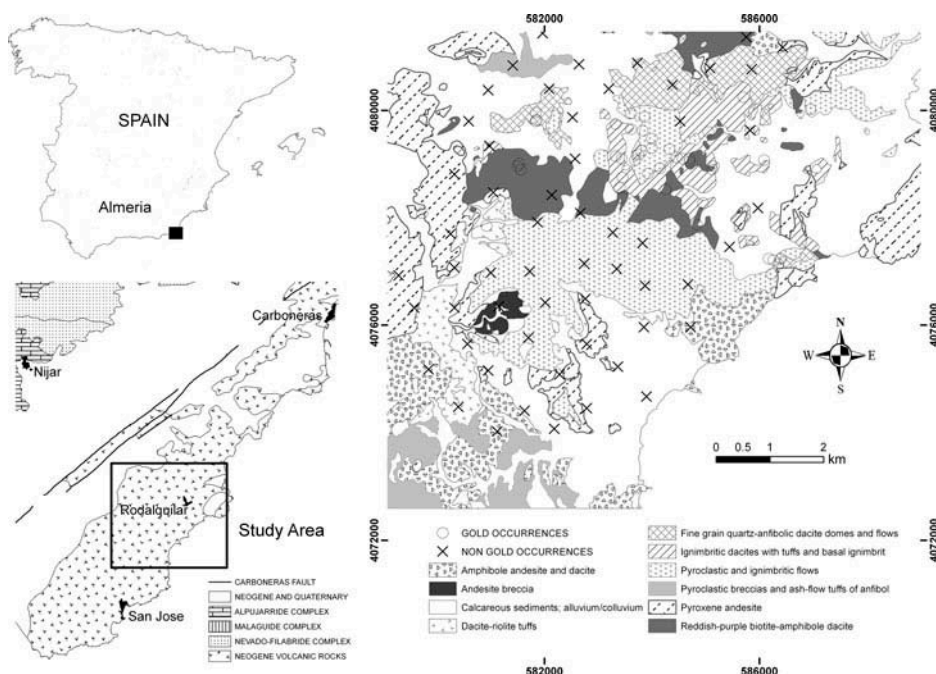 SPAIN
Almeria
Carboneras
Nijar
Rodalqqilar
Study Area
San Jose
CARBONERAS FAULT
NEOGENE AND QUATERNARY
ALPUJARRIDE COMPLEX
MALAGUIDE COMPLEX
NEVADO-FILABRIDE COMPLEX
NEOGENE VOLCANIC ROCKS
582000
586000
4080000
4080000
4076000
4076000
4072000
4072000
582000
586000
N
W
E
S
0 0.5 1 2
km
GOLD OCCURRENCES
NON GOLD OCCURRENCES
Amphibole andesite and dacite
Andesite breccia
Calcareous sediments; alluvium/colluvium
Dacite-riolite tuffs
Fine grain quartz-anfibolic dacite domes and flows
Ignimbritic dacites with tuffs and basal ignimbrit
Pyroclastic and ignimbritic flows
Pyroclastic breccias and ash-flow tuffs of anfibol
Pyroxene andesite
Reddish-purple biotite-amphibole dacite